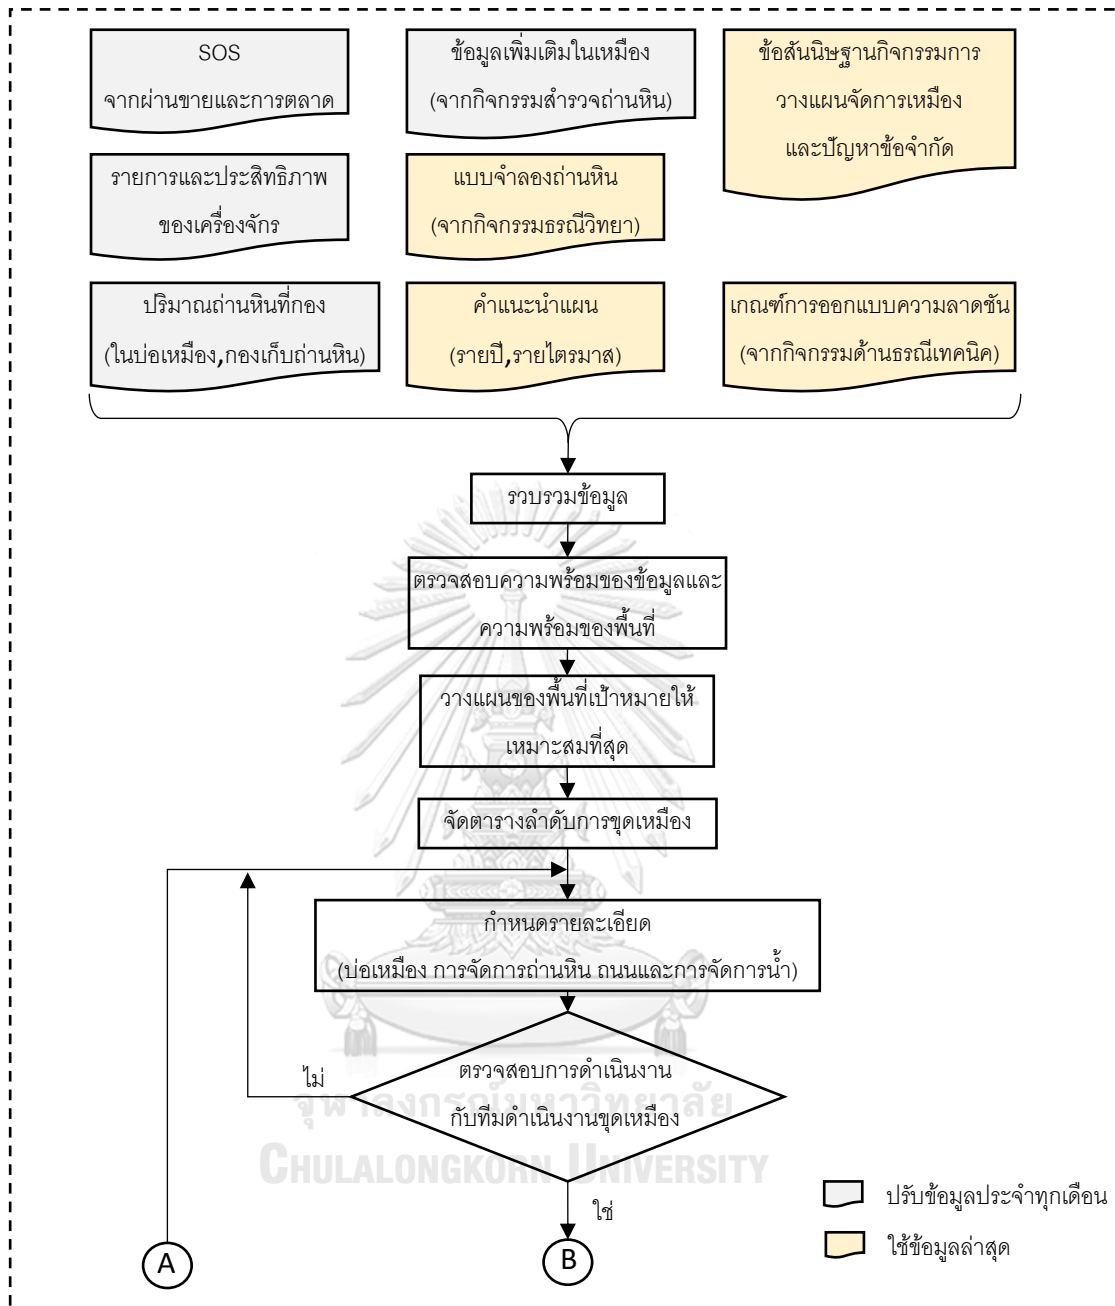 SOS
จากผ่านขายและการตลาด
ข้อมูลเพิ่มเติมในเหมือง
(จากกิจกรรมสำรวจถ่านหิน)
ข้อสันนิษฐานกิจกรรมการ
วางแผนจัดการเหมือง
และปัญหาข้อจำกัด
รายการและประสิทธิภาพ
ของเครื่องจักร
แบบจำลองถ่านหิน
(จากกิจกรรมธรณีวิทยา)
ปริมาณถ่านหินที่กอง
(ในบ่อเหมือง,กองเก็บถ่านหิน)
คำแนะนำแผน
(รายปี,รายไตรมาส)
เกณฑ์การออกแบบความลาดชัน
(จากกิจกรรมด้านธรณีเทคนิค)
รวบรวมข้อมูล
ตรวจสอบความพร้อมของข้อมูลและ
ความพร้อมของพื้นที่
วางแผนของพื้นที่เป้าหมายให้
เหมาะสมที่สุด
จัดตารางลำดับการขุดเหมือง
กำหนดรายละเอียด
(บ่อเหมือง การจัดการถ่านหิน ถนนและการจัดการน้ำ)
ตรวจสอบการดำเนินงาน
กับทีมดำเนินงานขุดเหมือง
ไม่
จุฬาลงกรณ์มหาวิทยาลัย
CHULALONGKORN UNIVERSITY
ใช่
ปรับข้อมูลประจำทุกเดือน
ใช้ข้อมูลล่าสุด
A
B